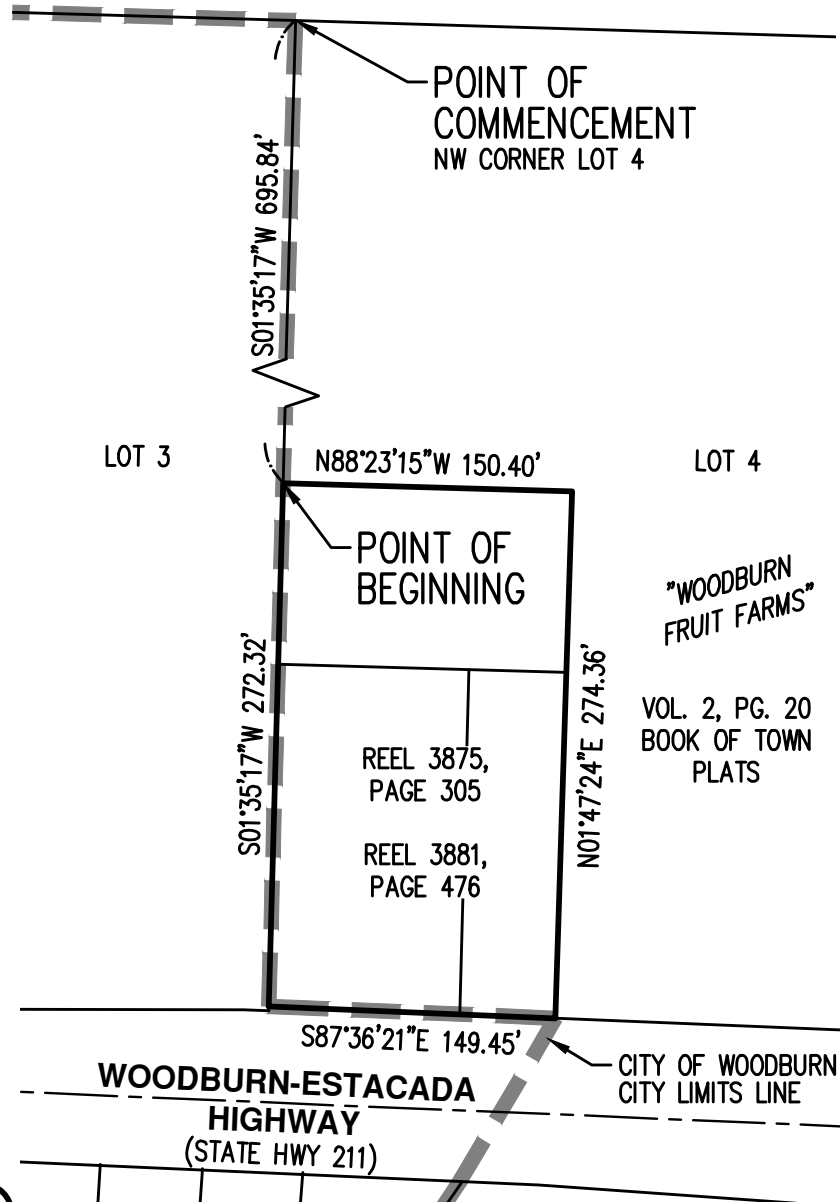 POINT OF
COMMENCEMENT
NW CORNER LOT 4
S01°35'17"W 695.84'
LOT 3
N88°23'15"W 150.40'
LOT 4
POINT OF
BEGINNING
"WOODBURN
FRUIT FARMS"
S01°35'17"W 272.32'
N01°47'24"E 274.36'
VOL. 2, PG. 20
BOOK OF TOWN
PLATS
REEL 3875,
PAGE 305
REEL 3881,
PAGE 476
S87°36'21"E 149.45'
CITY OF WOODBURN
CITY LIMITS LINE
WOODBURN-ESTACADA
HIGHWAY
(STATE HWY 211)